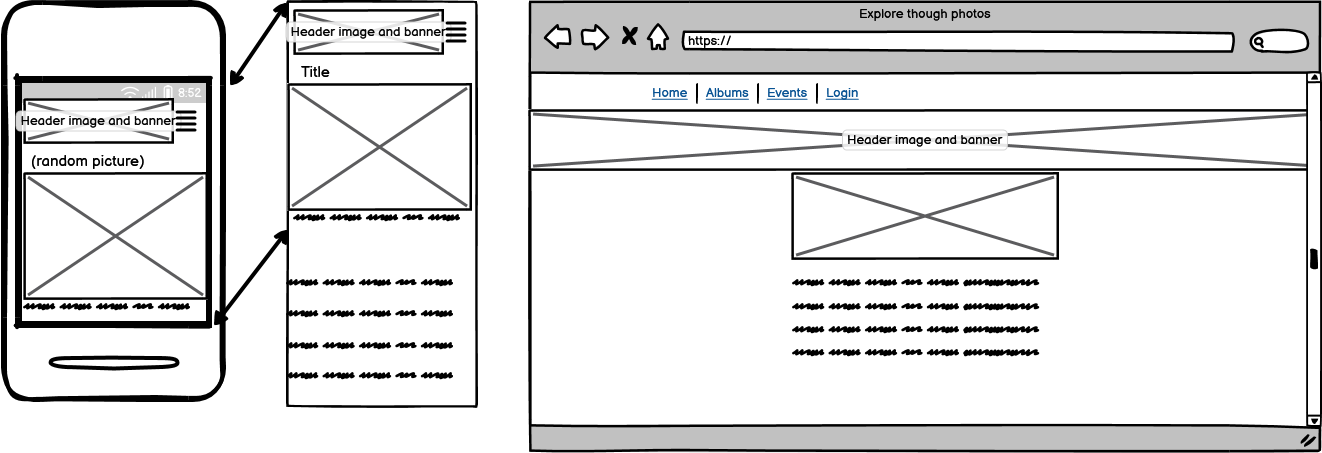 8:52
Header image and banner
(random picture)
Header image and banner
Title
Explore though photos
https://
Home Albums Events Login
Header image and banner